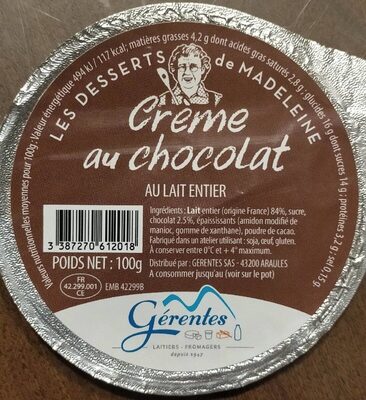 Valeurs nutritionnelles moyennes pour 100g : Valeur énergétique 494 kJ / 117 kcal; matières grasses 4,2 g dont acides gras saturés 2,8 g ; glucides 16 g dont sucres 14 g ; protéines 3,2 g; sel 0,15 g
LES DESSERTS de MADELEINE
Crème
au chocolat
AU LAIT ENTIER
Ingrédients : Lait entier (origine France) 84%, sucre,
chocolat 2,5%, épaississants (amidon modifié de
manioc, gomme de xanthane), poudre de cacao.
Fabriqué dans un atelier utilisant : soja, œuf, gluten.
A conserver entre 0°C et + 4° maximum.
3 387270 612018
POIDS NET : 100g
Distribué par : GERENTES SAS - 43200 ARAULES
A consommer jusqu'au (voir sur le pot)
FR
42.299.001
CE
EMB 42299B
Gérentes
LAITIERS - FROMAGERS
depuis 1947